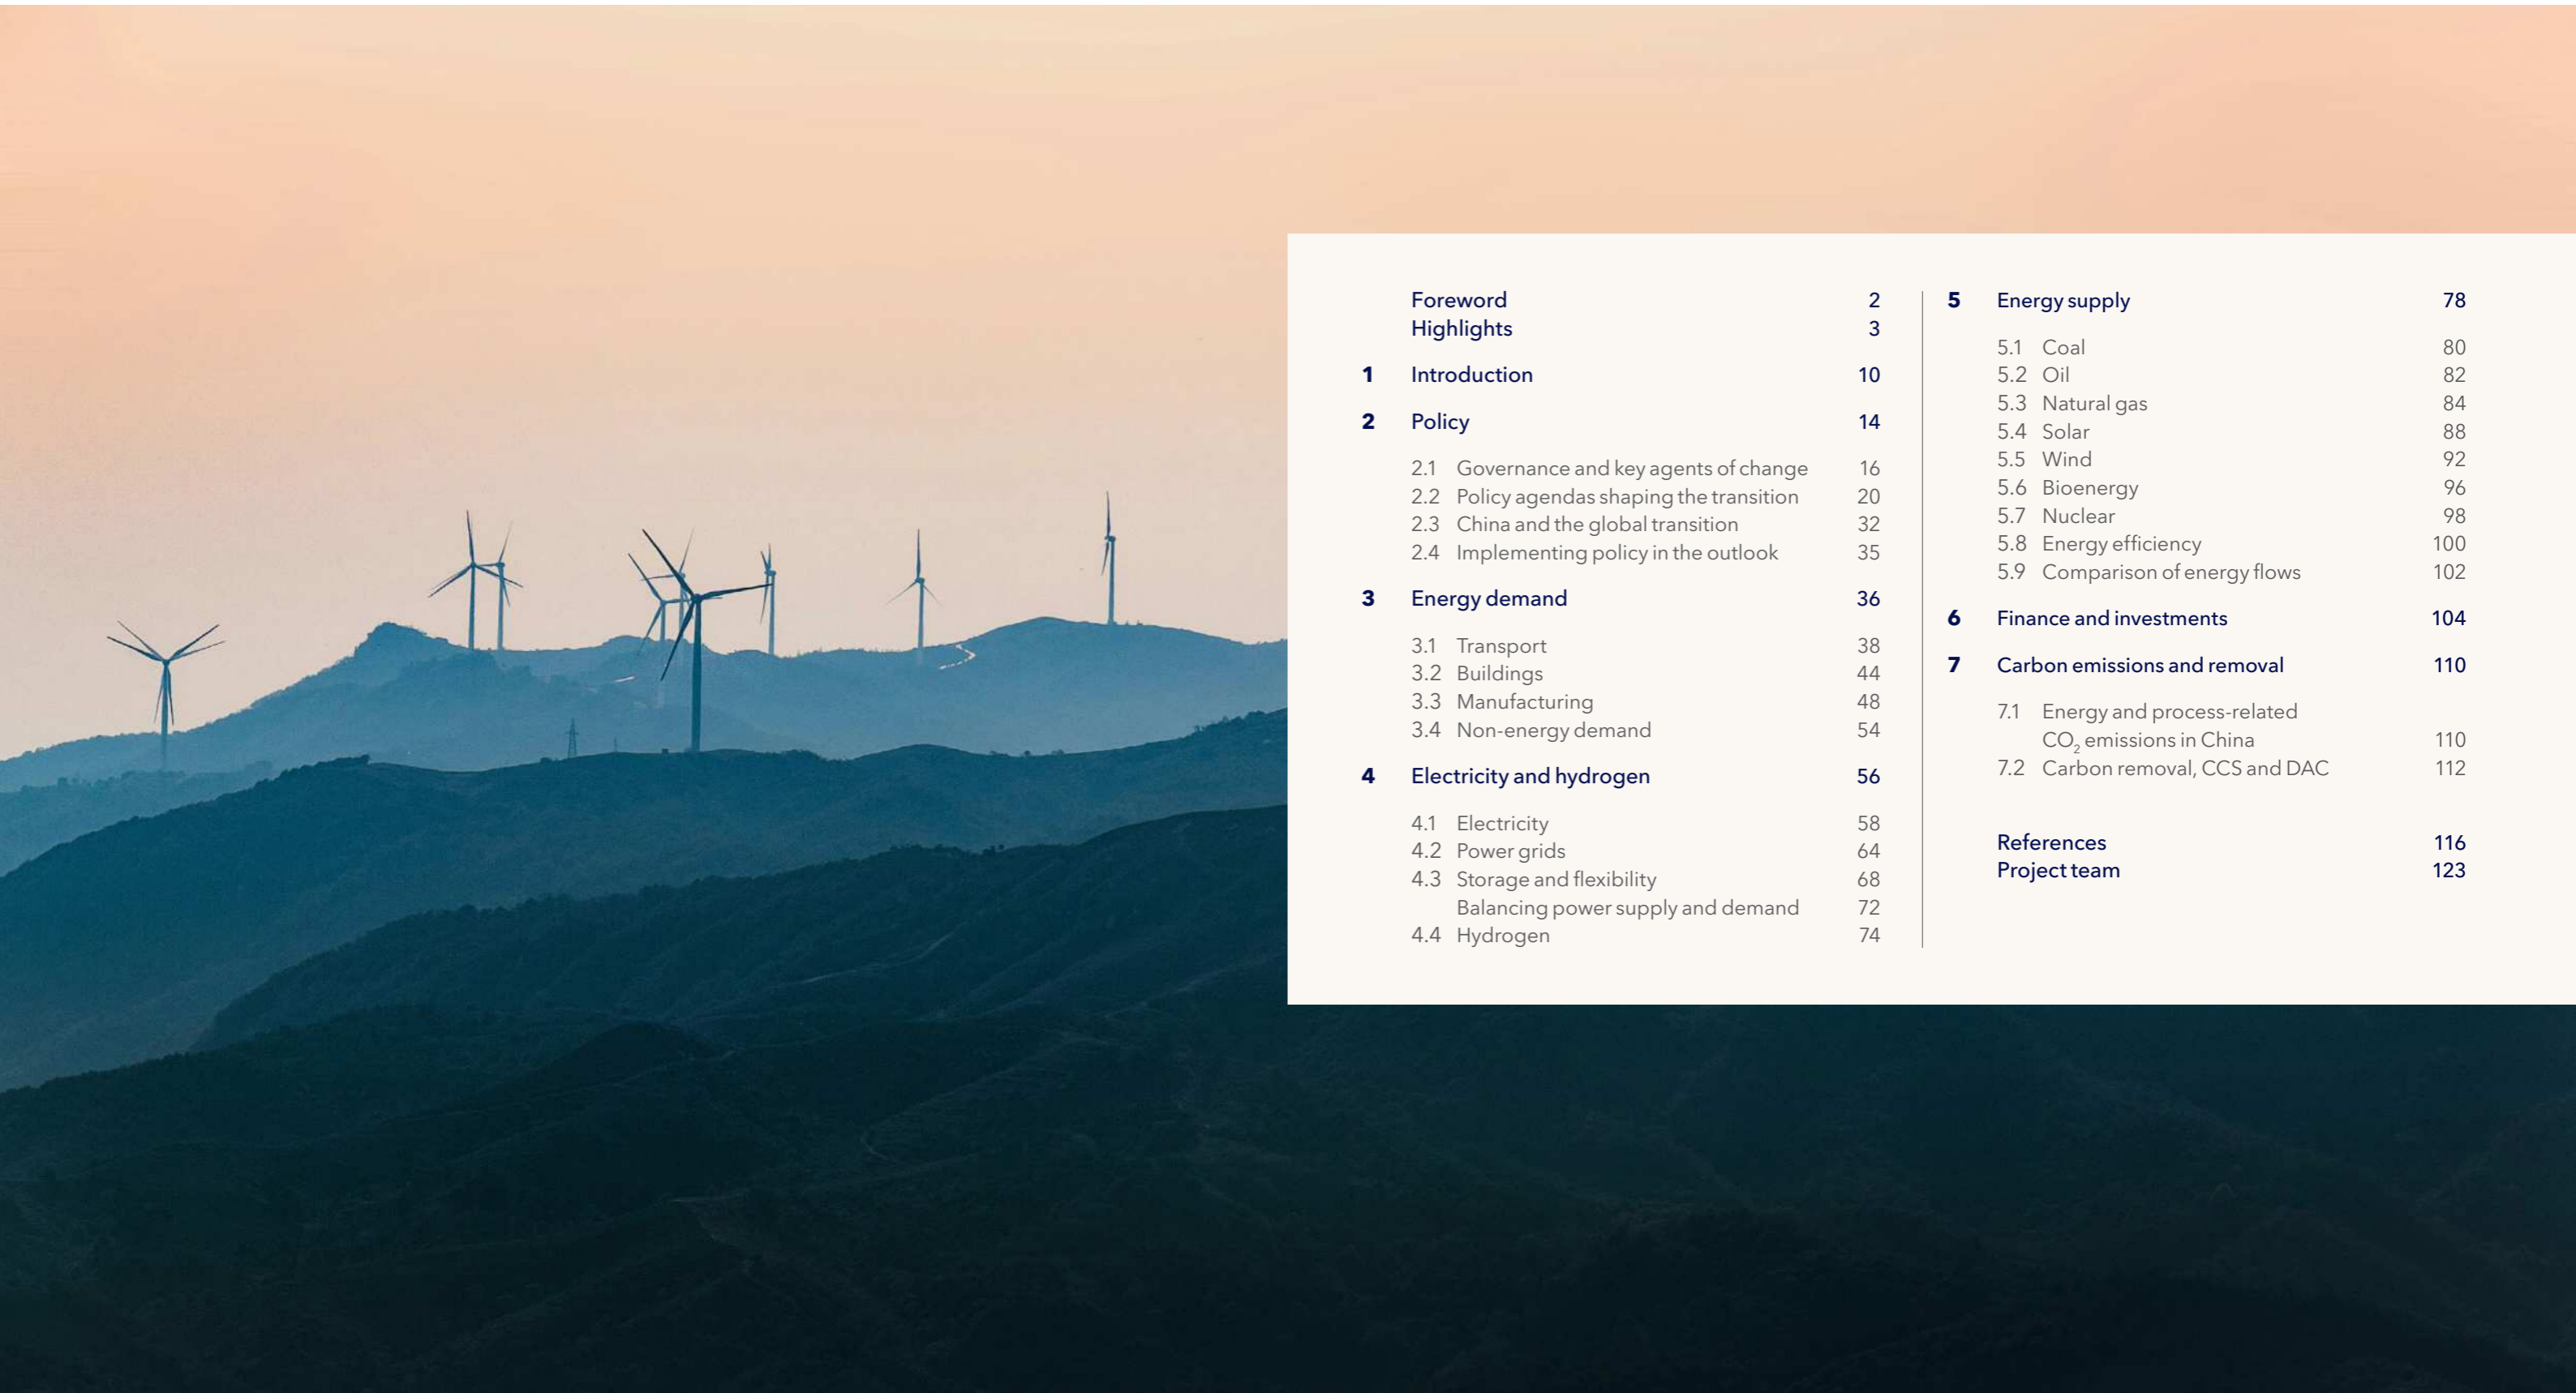 Foreword 2
Highlights 3
1 Introduction 10
2 Policy 14
2.1 Governance and key agents of change 16
2.2 Policy agendas shaping the transition 20
2.3 China and the global transition 32
2.4 Implementing policy in the outlook 35
3 Energy demand 36
3.1 Transport 38
3.2 Buildings 44
3.3 Manufacturing 48
3.4 Non-energy demand 54
4 Electricity and hydrogen 56
4.1 Electricity 58
4.2 Power grids 64
4.3 Storage and flexibility 68
Balancing power supply and demand 72
4.4 Hydrogen 74
5 Energy supply 78
5.1 Coal 80
5.2 Oil 82
5.3 Natural gas 84
5.4 Solar 88
5.5 Wind 92
5.6 Bioenergy 96
5.7 Nuclear 98
5.8 Energy efficiency 100
5.9 Comparison of energy flows 102
6 Finance and investments 104
7 Carbon emissions and removal 110
7.1 Energy and process-related
CO₂ emissions in China 110
7.2 Carbon removal, CCS and DAC 112
References 116
Project team 123